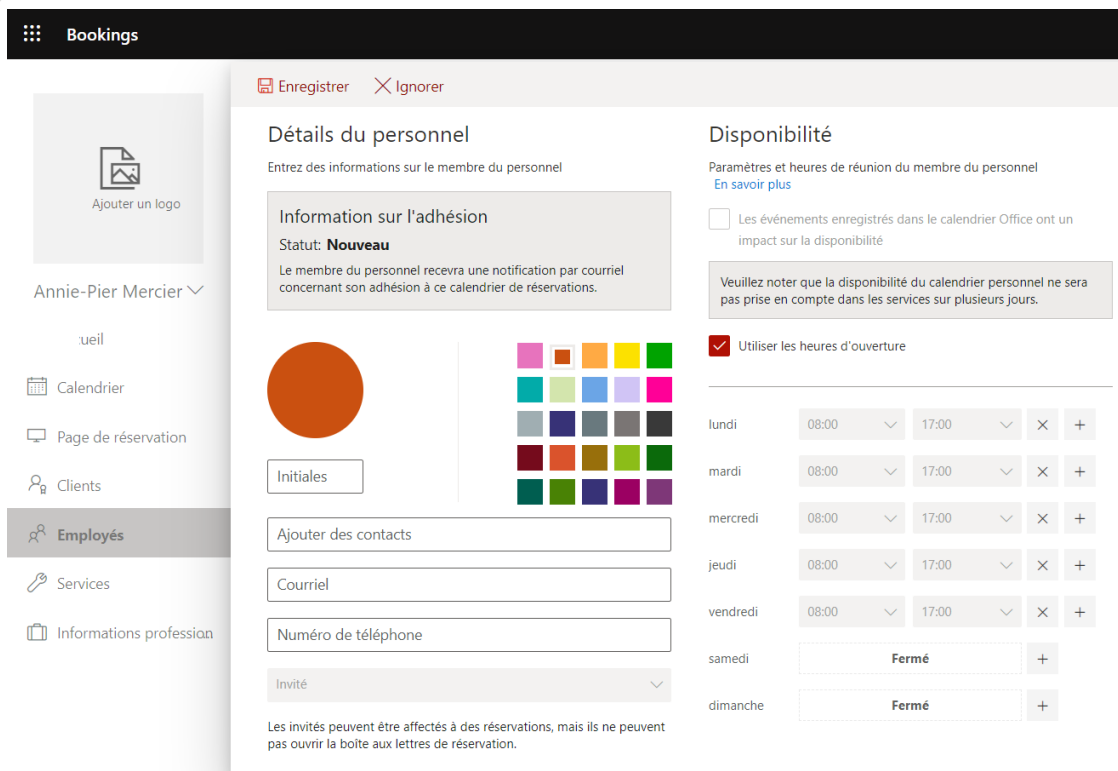 Bookings
Enregistrer
Ignorer
Ajouter un logo
Annie-Pier Mercier
:ueil
Calendrier
Page de réservation
Clients
Employés
Services
Informations profession
Détails du personnel
Entrez des informations sur le membre du personnel
Information sur l'adhésion
Statut: Nouveau
Le membre du personnel recevra une notification par courriel
concernant son adhésion à ce calendrier de réservations.
Initiales
Ajouter des contacts
Courriel
Numéro de téléphone
Invité
Les invités peuvent être affectés à des réservations, mais ils ne peuvent
pas ouvrir la boîte aux lettres de réservation.
Disponibilité
Paramètres et heures de réunion du membre du personnel
En savoir plus
Les événements enregistrés dans le calendrier Office ont un
impact sur la disponibilité
Veuillez noter que la disponibilité du calendrier personnel ne sera
pas prise en compte dans les services sur plusieurs jours.
Utiliser les heures d'ouverture
lundi 08:00 17:00
mardi 08:00 17:00
mercredi 08:00 17:00
jeudi 08:00 17:00
vendredi 08:00 17:00
samedi Fermé
dimanche Fermé